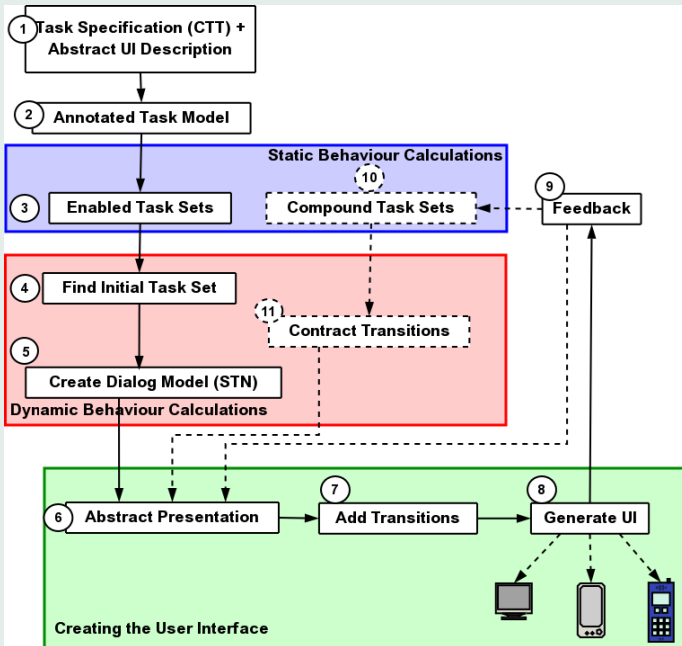 1
Task Specification (CTT) +
Abstract UI Description
2
Annotated Task Model
Static Behaviour Calculations
10
9
3
Enabled Task Sets
Compound Task Sets
Feedback
4
Find Initial Task Set
11
Contract Transitions
5
Create Dialog Model (STN)
Dynamic Behaviour Calculations
7
8
6
Abstract Presentation
Add Transitions
Generate UI
Creating the User Interface